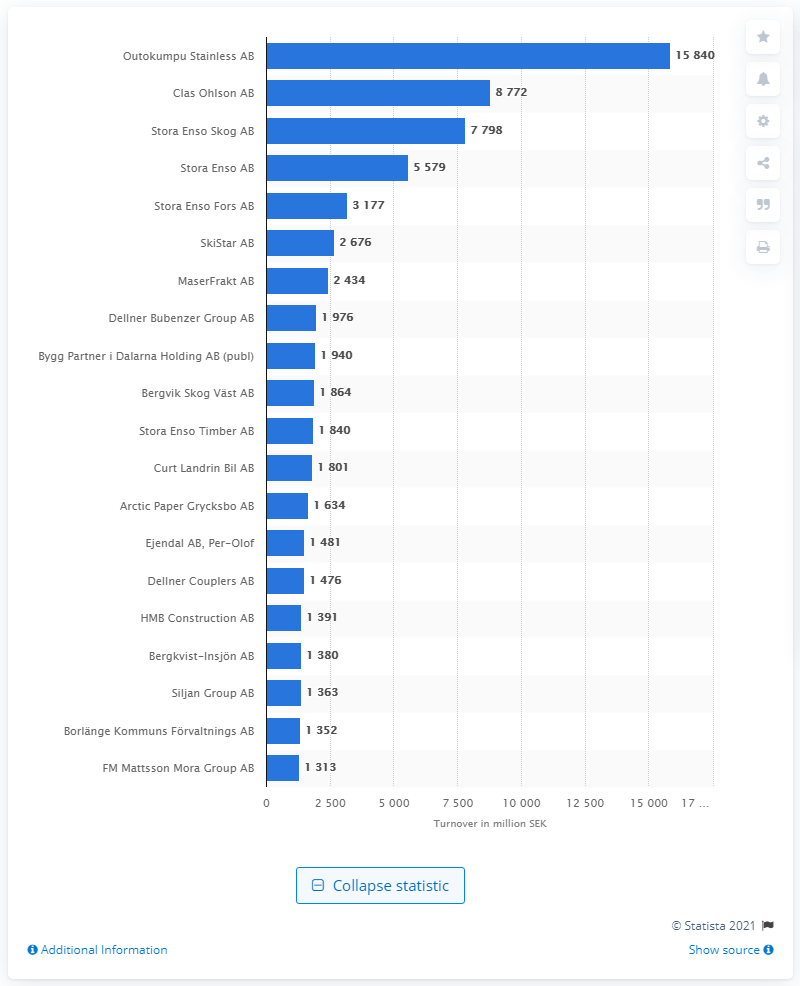 Outokumpu Stainless AB 15 840
Clas Ohlson AB 8 772
Stora Enso Skog AB 7 798
Stora Enso AB 5 579
Stora Enso Fors AB 3 177
SkiStar AB 2 676
MaserFrakt AB 2 434
Dellner Bubenzer Group AB 1 976
Bygg Partner i Dalarna Holding AB (publ) 1 940
Bergvik Skog Väst AB 1 864
Stora Enso Timber AB 1 840
Curt Landrin Bil AB 1 801
Arctic Paper Grycksbo AB 1 634
Ejendal AB, Per-Olof 1 481
Dellner Couplers AB 1 476
HMB Construction AB 1 391
Bergkvist-Insjön AB 1 380
Siljan Group AB 1 363
Borlänge Kommuns Förvaltnings AB 1 352
FM Mattsson Mora Group AB 1 313
0 2 500 5 000 7 500 10 000 12 500 15 000 17 ...
Turnover in million SEK
Collapse statistic
© Statista 2021
Additional Information Show source